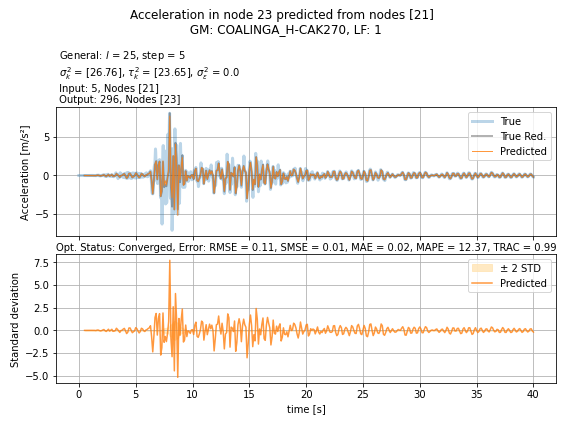 Acceleration in node 23 predicted from nodes [21]
GM: COALINGA_H-CAK270, LF: 1
General: l = 25, step = 5
σ²ₖ = [26.76], τ²ₖ = [23.65], σ²ε = 0.0
Input: 5, Nodes [21]
Output: 296, Nodes [23]
Acceleration [m/s²]
5
0
−5
True
True Red.
Predicted
Opt. Status: Converged, Error: RMSE = 0.11, SMSE = 0.01, MAE = 0.02, MAPE = 12.37, TRAC = 0.99
Standard deviation
7.5
5.0
2.5
0.0
−2.5
−5.0
± 2 STD
Predicted
0 5 10 15 20 25 30 35 40
time [s]